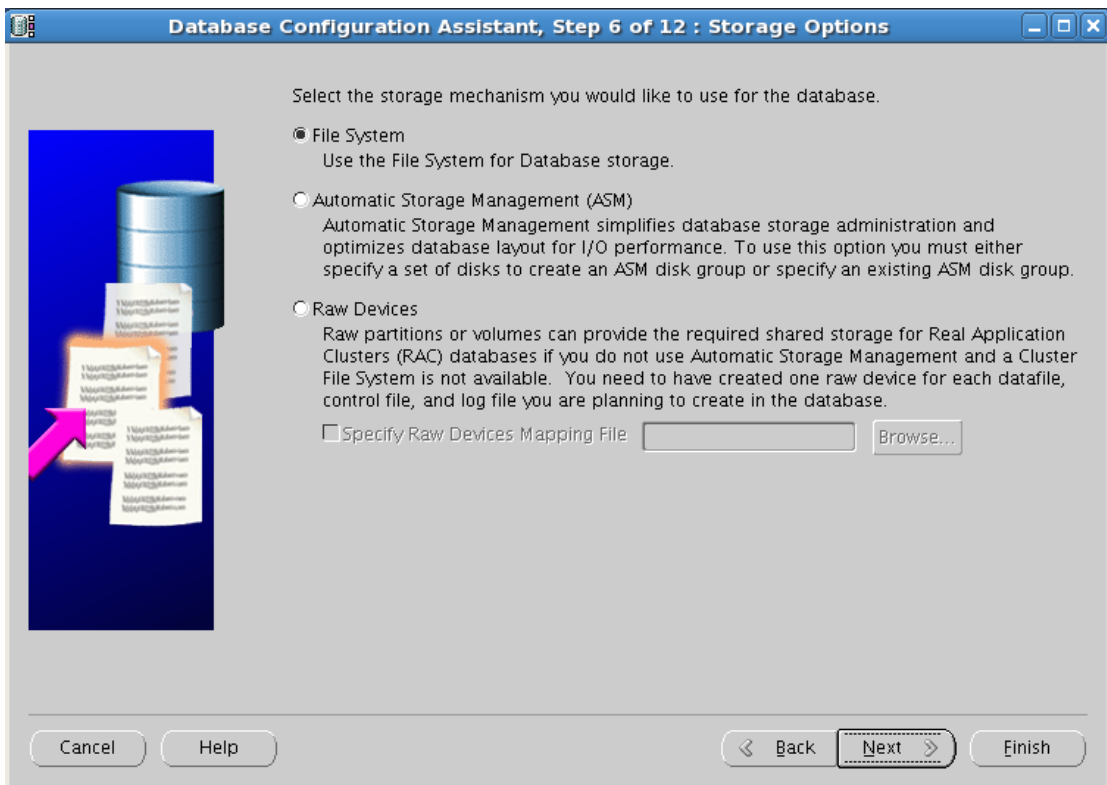 Database Configuration Assistant, Step 6 of 12 : Storage Options
Select the storage mechanism you would like to use for the database.
File System
Use the File System for Database storage.
Automatic Storage Management (ASM)
Automatic Storage Management simplifies database storage administration and
optimizes database layout for I/O performance. To use this option you must either
specify a set of disks to create an ASM disk group or specify an existing ASM disk group.
Raw Devices
Raw partitions or volumes can provide the required shared storage for Real Application
Clusters (RAC) databases if you do not use Automatic Storage Management and a Cluster
File System is not available.  You need to have created one raw device for each datafile,
control file, and log file you are planning to create in the database.
Specify Raw Devices Mapping File
Browse...
Cancel
Help
Back
Next
Finish